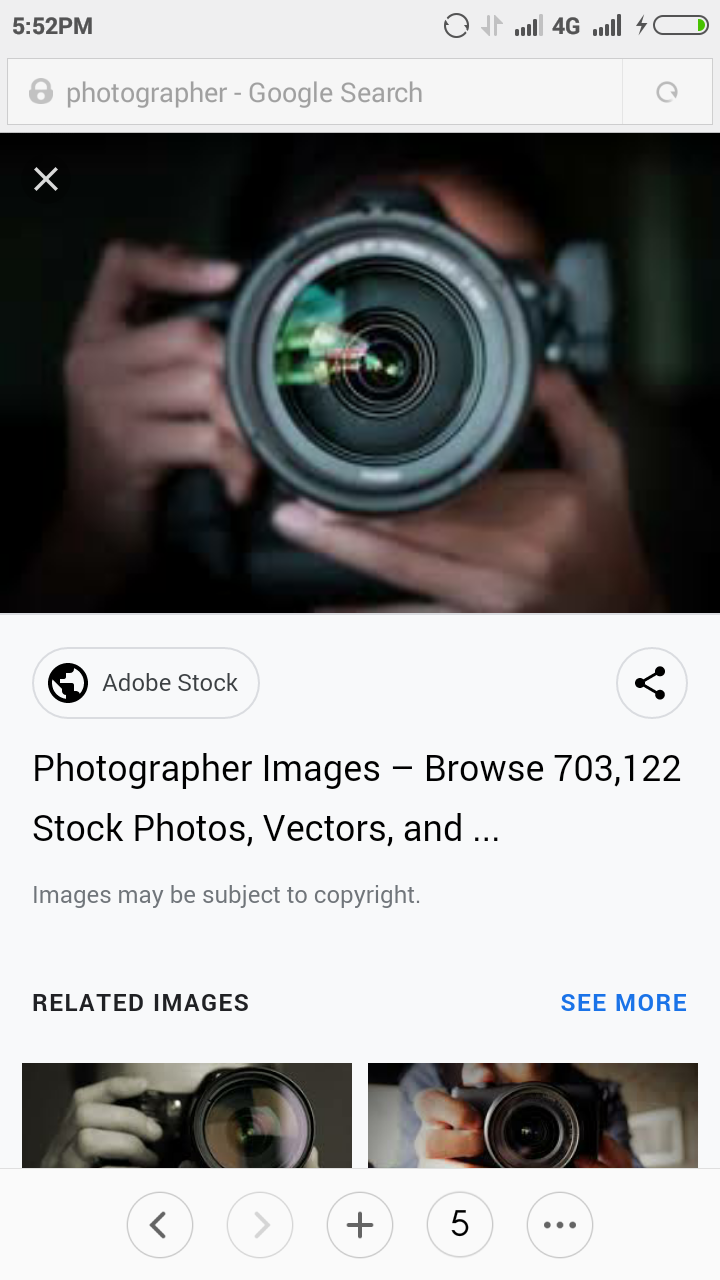 5:52PM
4G
photographer - Google Search
Adobe Stock
Photographer Images – Browse 703,122
Stock Photos, Vectors, and ...
Images may be subject to copyright.
RELATED IMAGES
SEE MORE
5